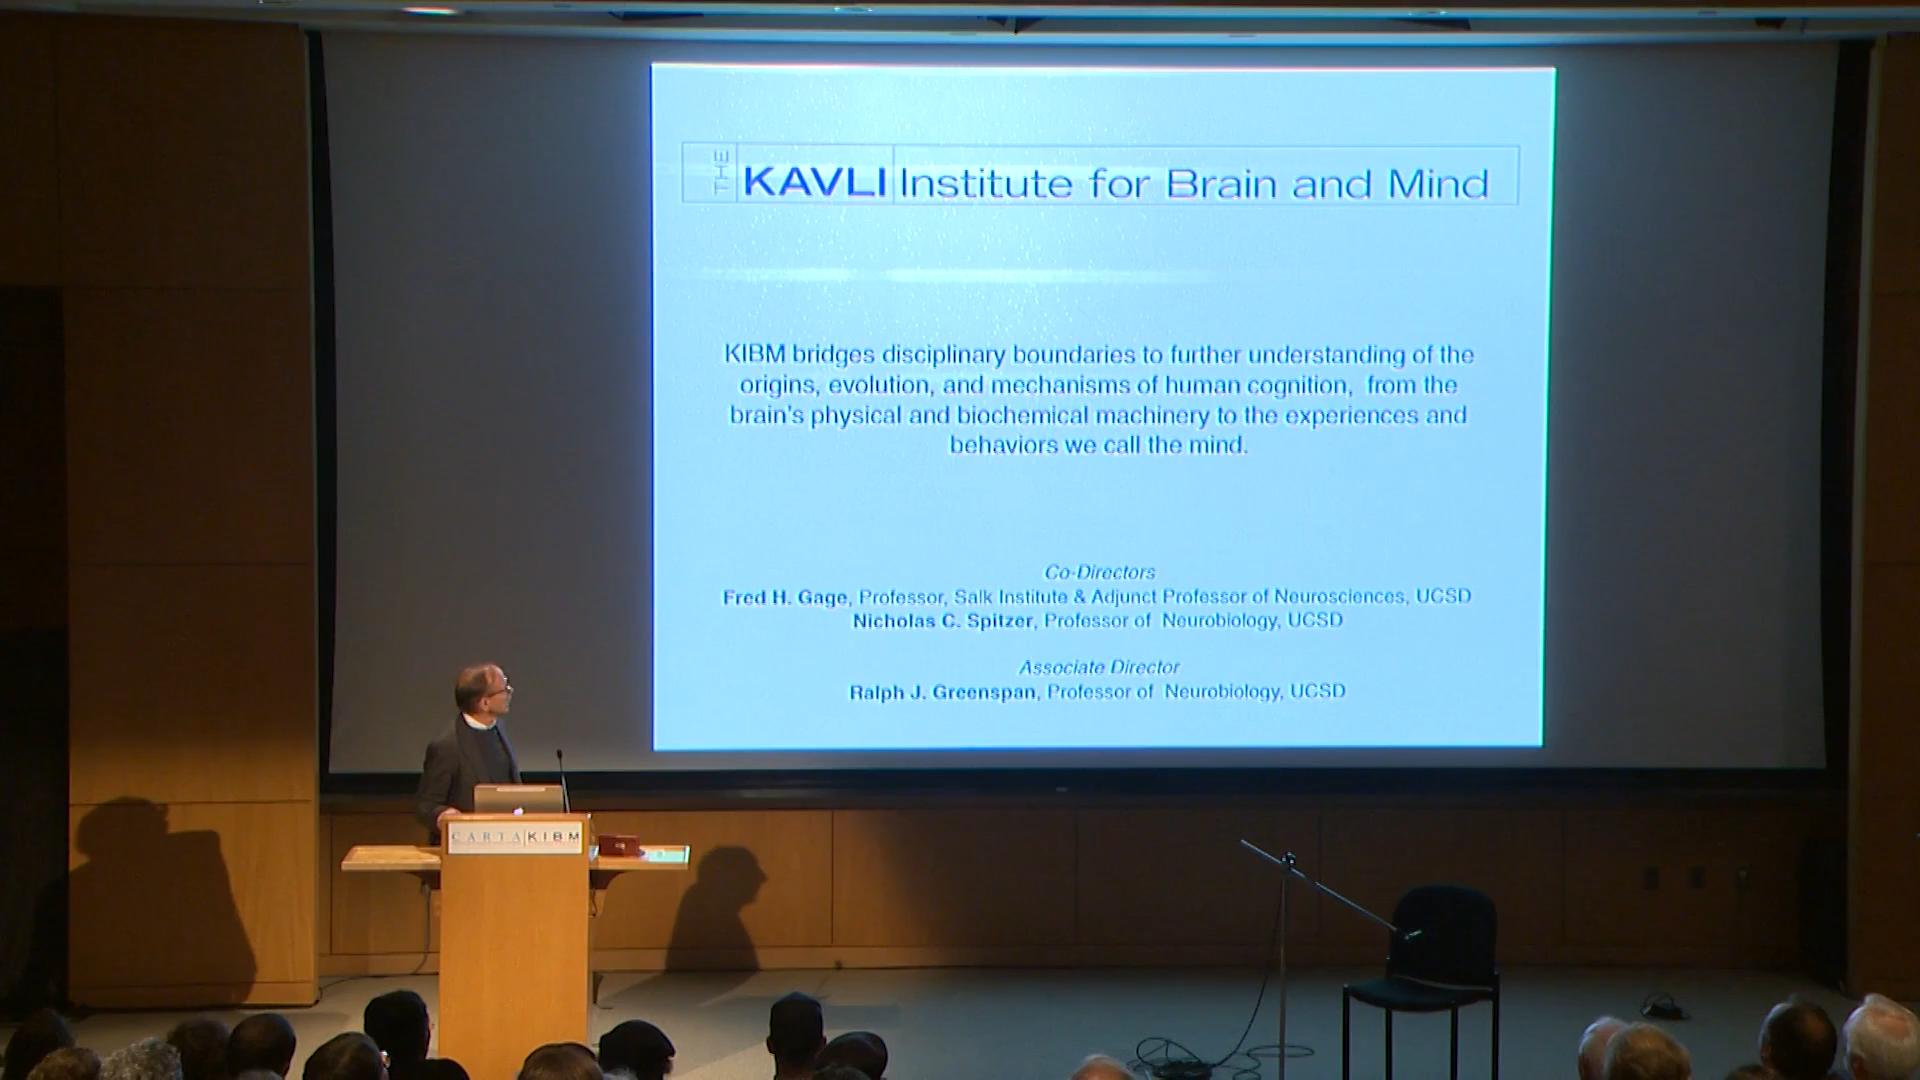 THE KAVLI Institute for Brain and Mind
KIBM bridges disciplinary boundaries to further understanding of the
origins, evolution, and mechanisms of human cognition, from the
brain's physical and biochemical machinery to the experiences and
behaviors we call the mind.
Co-Directors
Fred H. Gage, Professor, Salk Institute & Adjunct Professor of Neurosciences, UCSD
Nicholas C. Spitzer, Professor of Neurobiology, UCSD
Associate Director
Ralph J. Greenspan, Professor of Neurobiology, UCSD
CARTA|KIBM